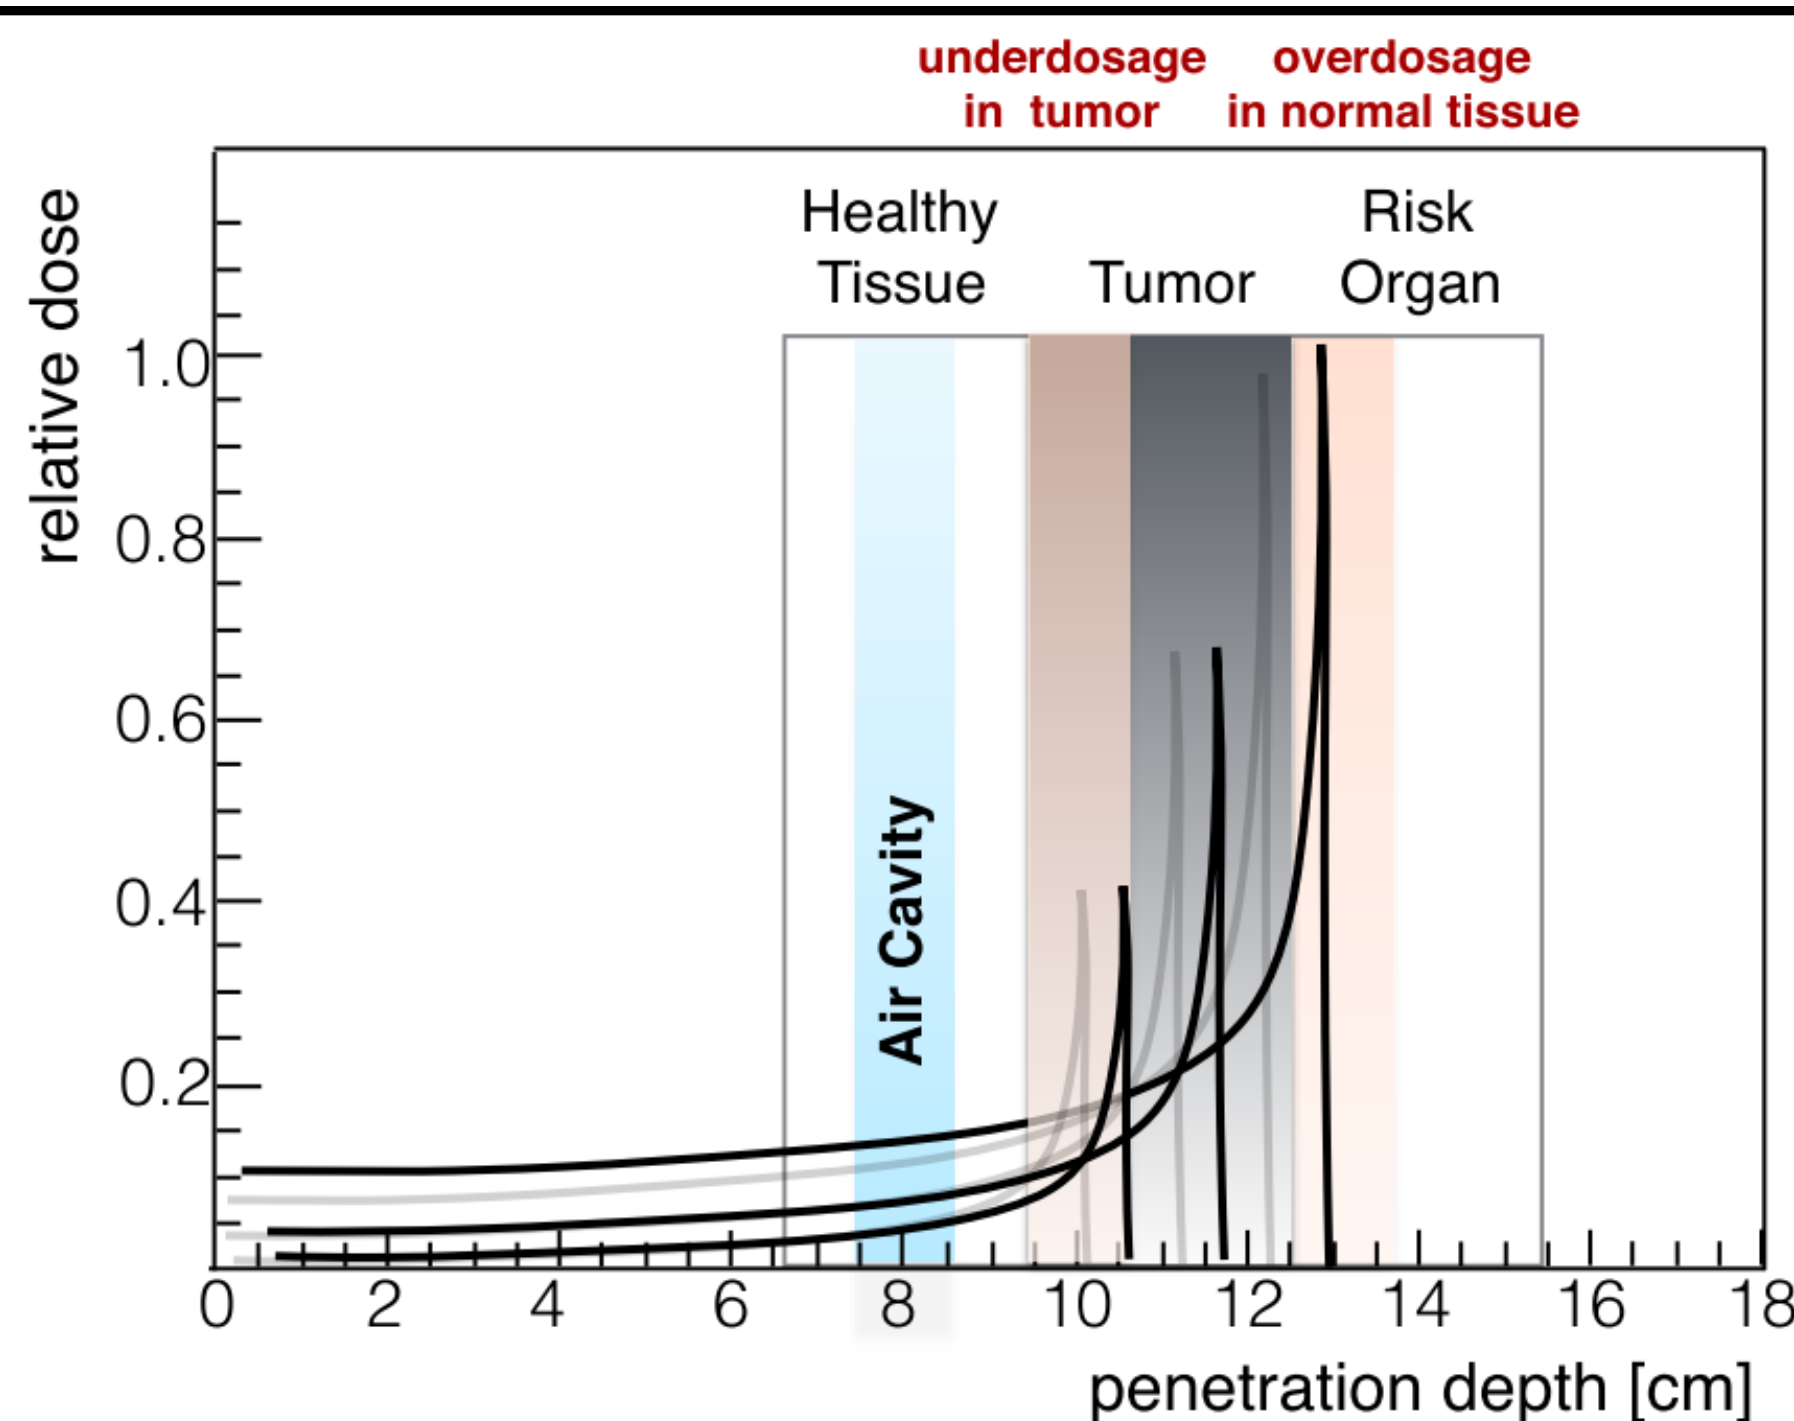 underdosage
in tumor
overdosage
in normal tissue
Healthy
Tissue
Tumor
Risk
Organ
relative dose
1.0
0.8
0.6
0.4
0.2
Air Cavity
0 2 4 6 8 10 12 14 16 18
penetration depth [cm]